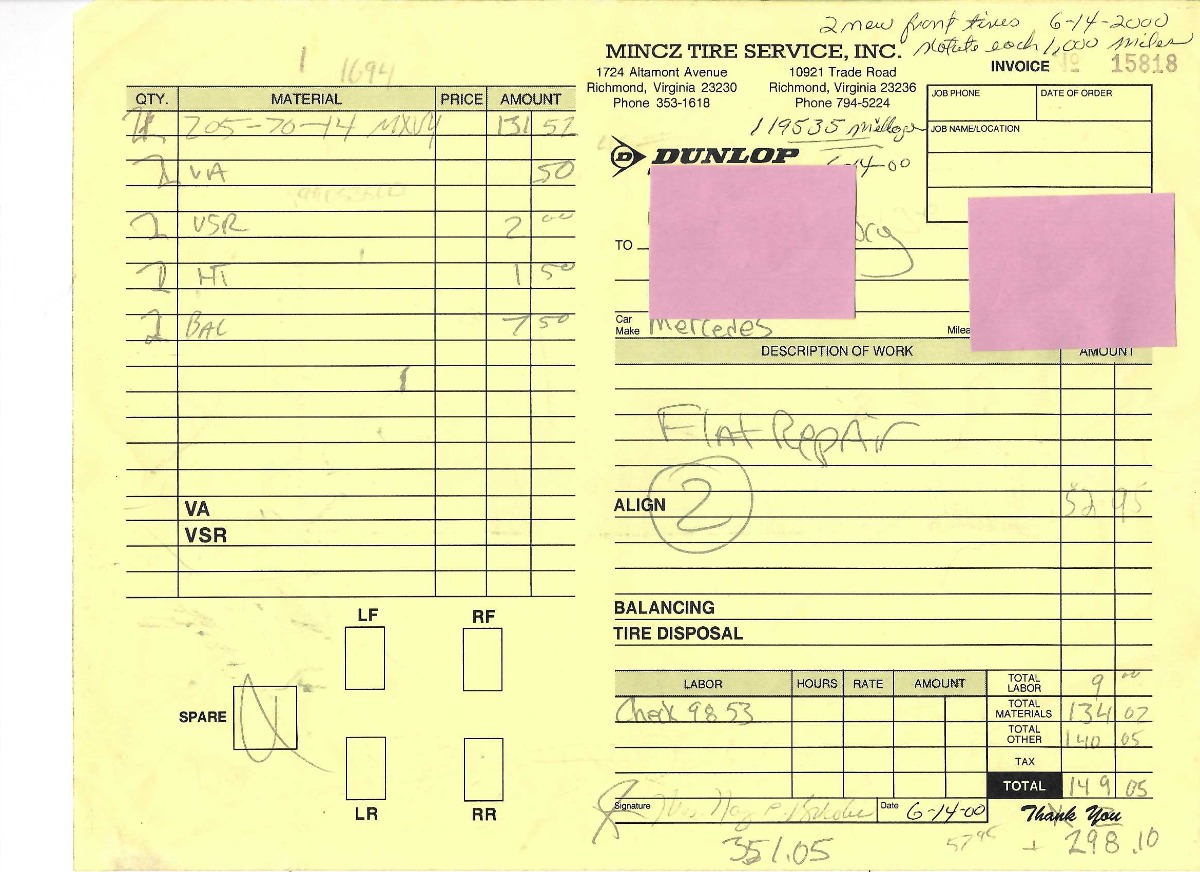 2 new front tires 6-14-2000
rotate each 1,000 miles
MINCZ TIRE SERVICE, INC.
1724 Altamont Avenue
Richmond, Virginia 23230
Phone 353-1618
10921 Trade Road
Richmond, Virginia 23236
Phone 794-5224
INVOICE No 15818
119535
DUNLOP
6-14-00
JOB PHONE DATE OF ORDER
JOB NAME/LOCATION
TO
Car Make Mercedes
1694
QTY. MATERIAL PRICE AMOUNT
205-70-14 MXV4 131 52
1 VA 50
1 VSR 2 00
1 HT 1 50
1 BAL 7 50
VA
VSR
LF RF
SPARE
LR RR
DESCRIPTION OF WORK AMOUNT
Flat Repair
ALIGN 2 52 95
BALANCING
TIRE DISPOSAL
LABOR HOURS RATE AMOUNT
Check 9853
TOTAL LABOR 9 00
TOTAL MATERIALS 134 02
TOTAL OTHER 140 05
TAX
TOTAL 149 05
Signature
Date 6-14-00
Thank You
351.05
298.10